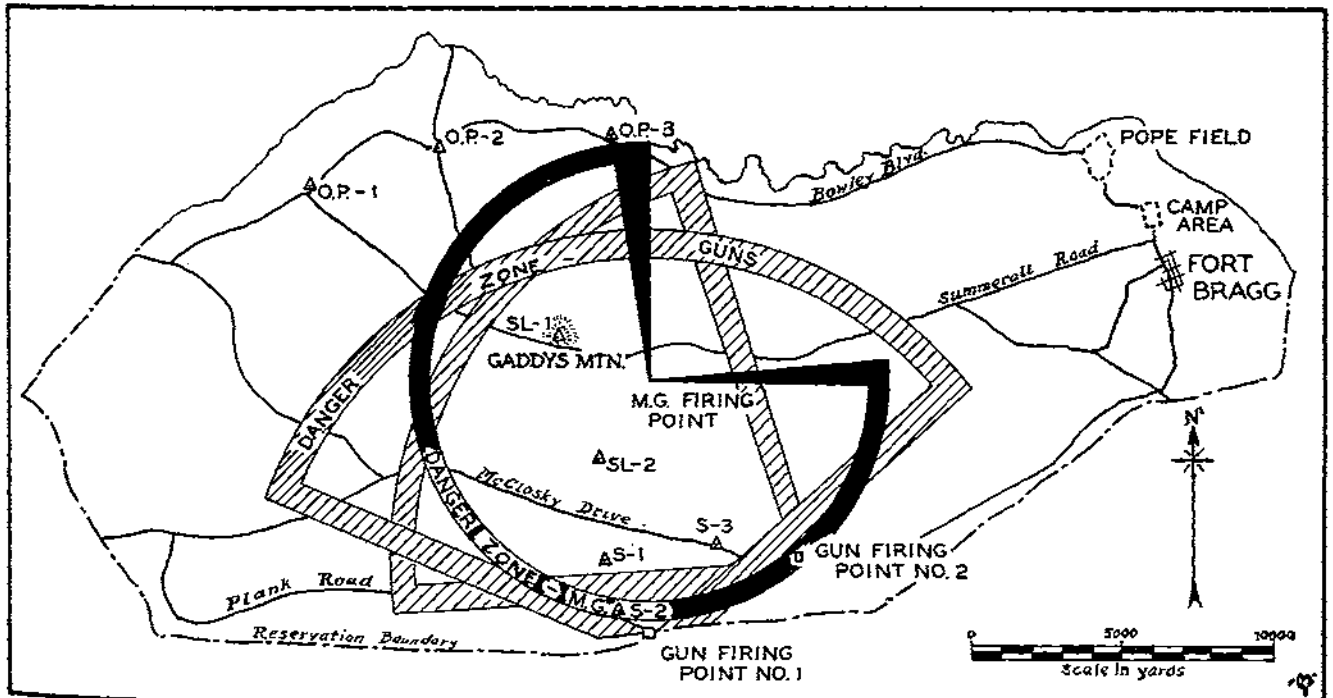 O.P.-3
O.P.-2
POPE FIELD
Bowley Blvd.
O.P.-1
CAMP
AREA
ZONE - GUNS
Summerall Road
FORT
BRAGG
SL-1
GADDYS MTN.
DANGER
M.G. FIRING
POINT
N
SL-2
DANGER ZONE - M.G.
McClosky Drive
S-3
S-1
GUN FIRING
POINT NO. 2
Plank Road
S-2
Reservation Boundary
GUN FIRING
POINT NO. 1
0 5000 10000
Scale in yards